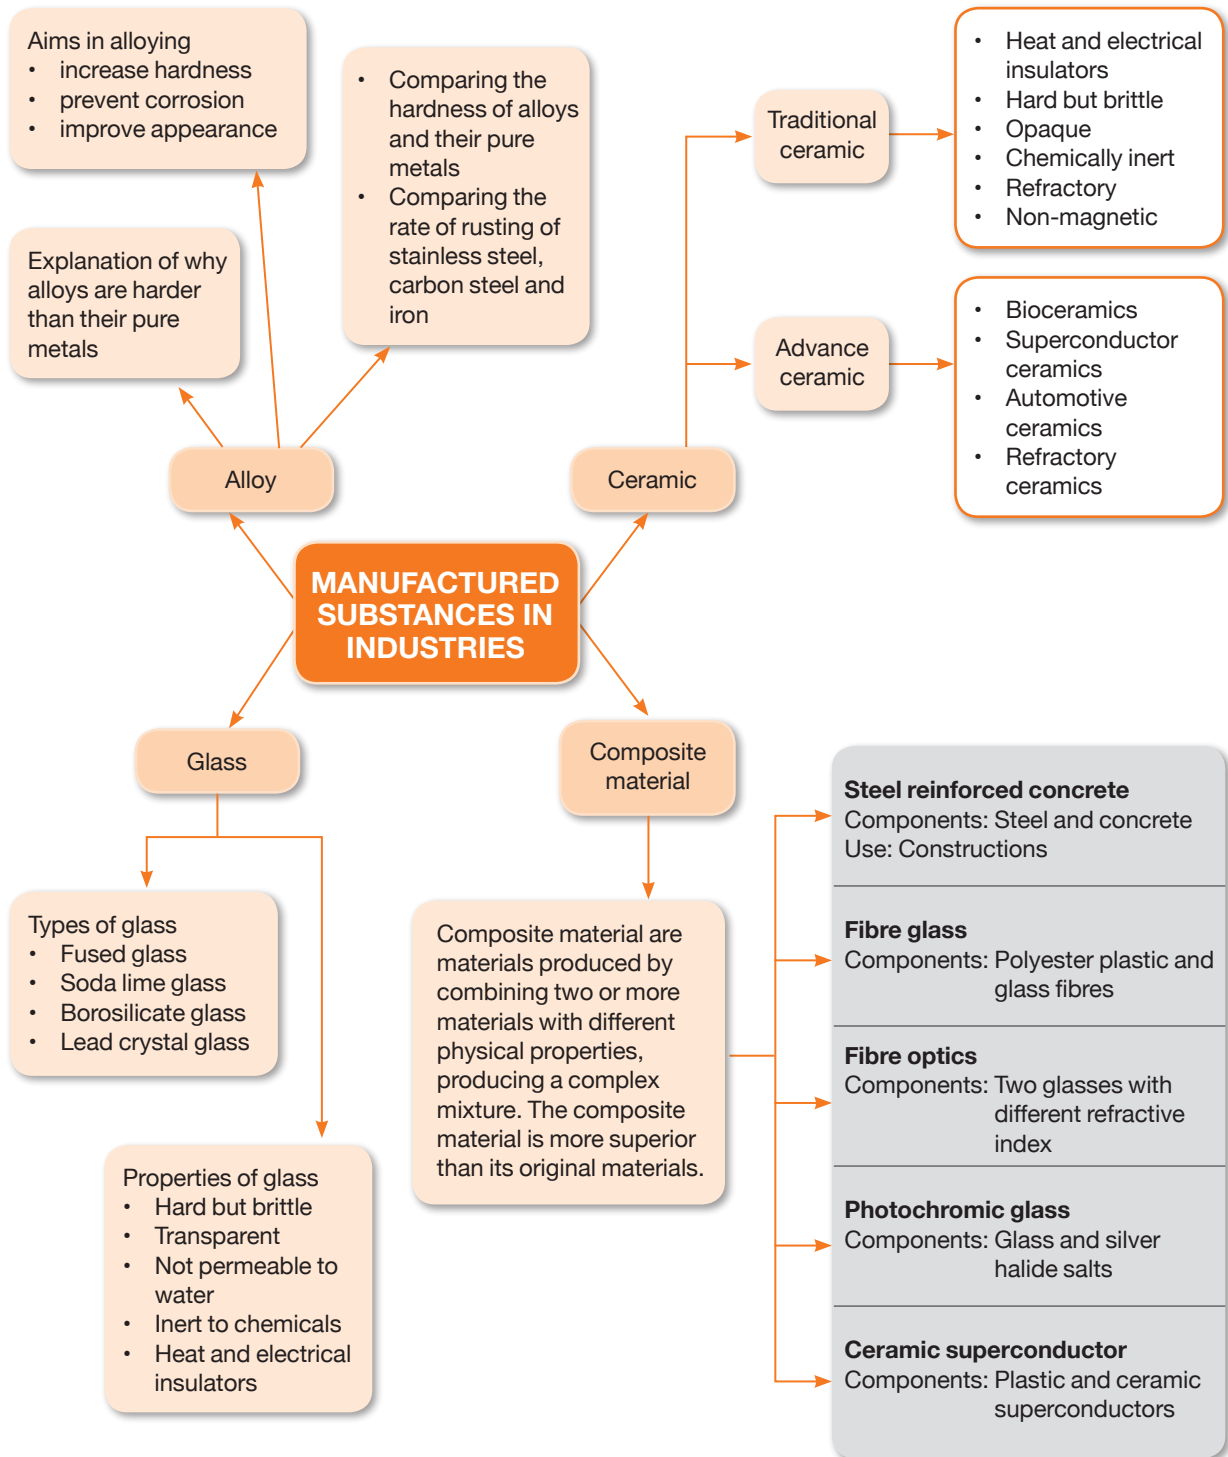 Aims in alloying
• increase hardness
• prevent corrosion
• improve appearance
Explanation of why
alloys are harder
than their pure
metals
• Comparing the
hardness of alloys
and their pure
metals
• Comparing the
rate of rusting of
stainless steel,
carbon steel and
iron
Alloy
Traditional
ceramic
• Heat and electrical
insulators
• Hard but brittle
• Opaque
• Chemically inert
• Refractory
• Non-magnetic
Advance
ceramic
• Bioceramics
• Superconductor
ceramics
• Automotive
ceramics
• Refractory
ceramics
Ceramic
MANUFACTURED
SUBSTANCES IN
INDUSTRIES
Glass
Types of glass
• Fused glass
• Soda lime glass
• Borosilicate glass
• Lead crystal glass
Properties of glass
• Hard but brittle
• Transparent
• Not permeable to
water
• Inert to chemicals
• Heat and electrical
insulators
Composite
material
Composite material are
materials produced by
combining two or more
materials with different
physical properties,
producing a complex
mixture. The composite
material is more superior
than its original materials.
Steel reinforced concrete
Components: Steel and concrete
Use: Constructions
Fibre glass
Components: Polyester plastic and
glass fibres
Fibre optics
Components: Two glasses with
different refractive
index
Photochromic glass
Components: Glass and silver
halide salts
Ceramic superconductor
Components: Plastic and ceramic
superconductors